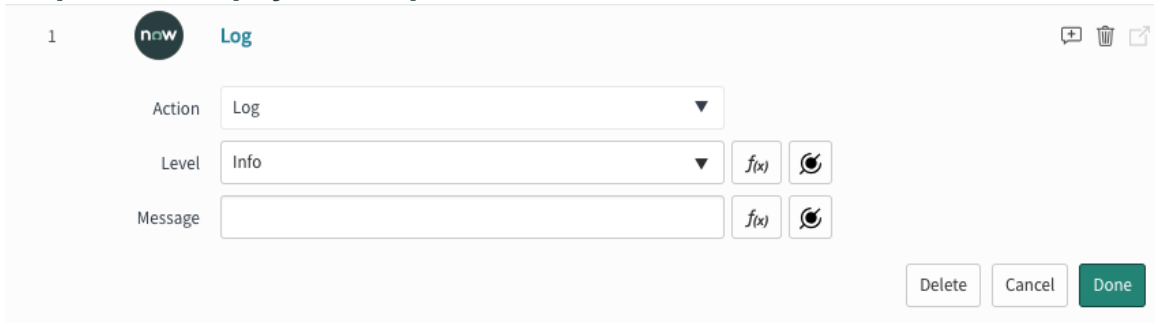 1 now Log
Action Log
Level Info f(x)
Message f(x)
Delete Cancel Done